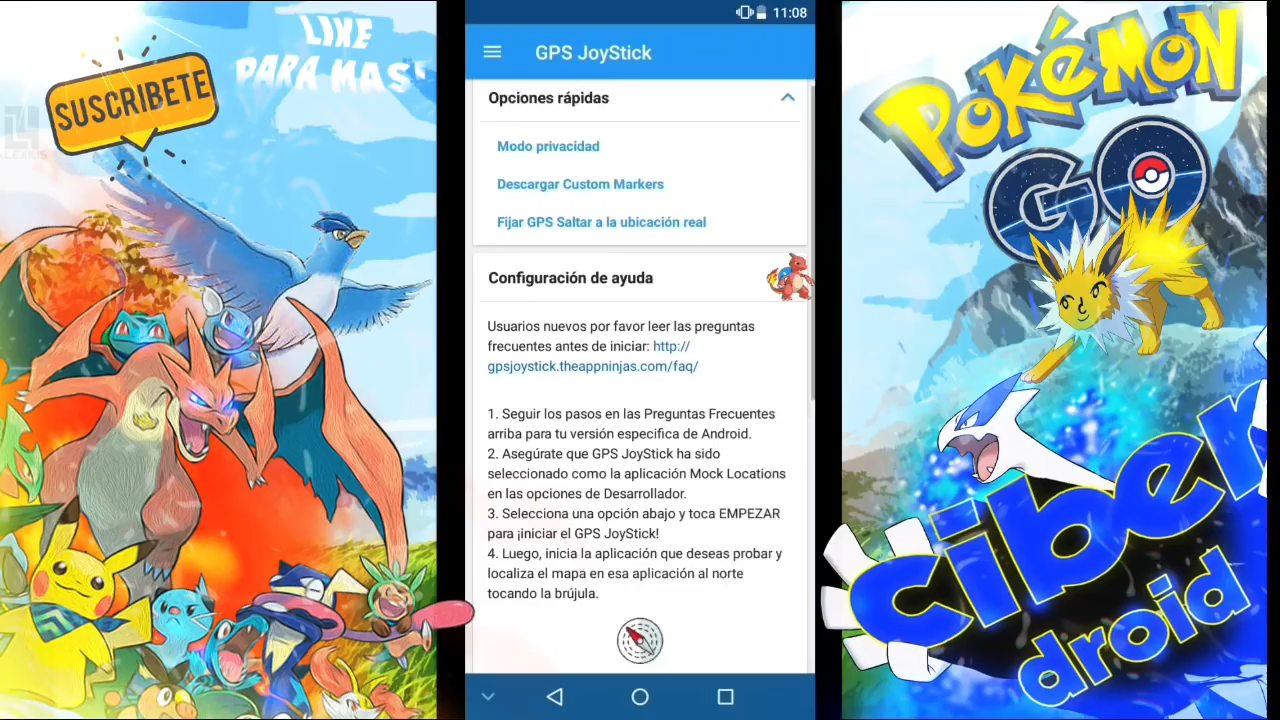 LIKE
PARA MAS
SUSCRIBETE
ALEXIUS
11:08
GPS JoyStick
Opciones rápidas
Modo privacidad
Descargar Custom Markers
Fijar GPS Saltar a la ubicación real
Configuración de ayuda
Usuarios nuevos por favor leer las preguntas
frecuentes antes de iniciar: http://
gpsjoystick.theappninjas.com/faq/
1. Seguir los pasos en las Preguntas Frecuentes
arriba para tu versión especifica de Android.
2. Asegúrate que GPS JoyStick ha sido
seleccionado como la aplicación Mock Locations
en las opciones de Desarrollador.
3. Selecciona una opción abajo y toca EMPEZAR
para ¡iniciar el GPS JoyStick!
4. Luego, inicia la aplicación que deseas probar y
localiza el mapa en esa aplicación al norte
tocando la brújula.
POKéMON
GO
ciber
droid